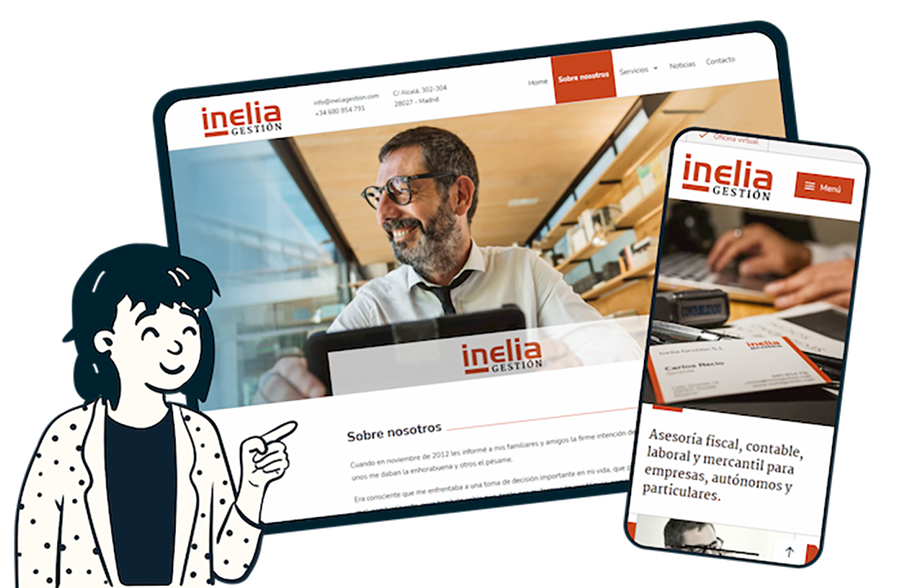 inelia
GESTIÓN
info@ineliagestion.com
+34 680 854 791
C/ Alcalá, 302-304
28027 - Madrid
Home
Sobre nosotros
Servicios
Noticias
Contacto
inelia
GESTIÓN
Sobre nosotros
Cuando en noviembre de 2012 les informé a mis familiares y amigos la firme intención de
unos me daban la enhorabuena y otros el pésame.
Era consciente que me enfrentaba a una toma de decisión importante en mi vida, que
Oficina virtual
inelia
GESTIÓN
Menú
CONTABILIZADO
Inelia Gestión S.L.
inelia
Carlos Recio
Asesoría fiscal, contable,
laboral y mercantil para
empresas, autónomos y
particulares.